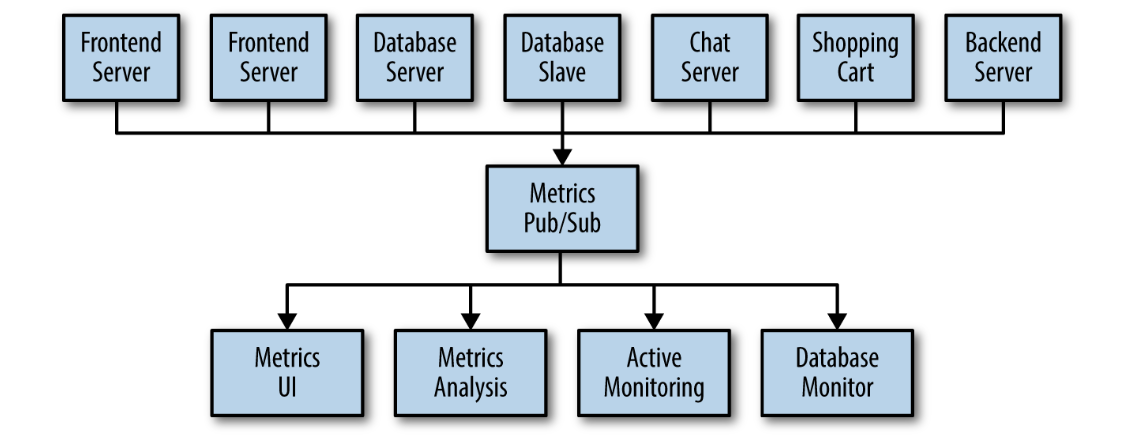 Frontend
Server
Frontend
Server
Database
Server
Database
Slave
Chat
Server
Shopping
Cart
Backend
Server
Metrics
Pub/Sub
Metrics
UI
Metrics
Analysis
Active
Monitoring
Database
Monitor